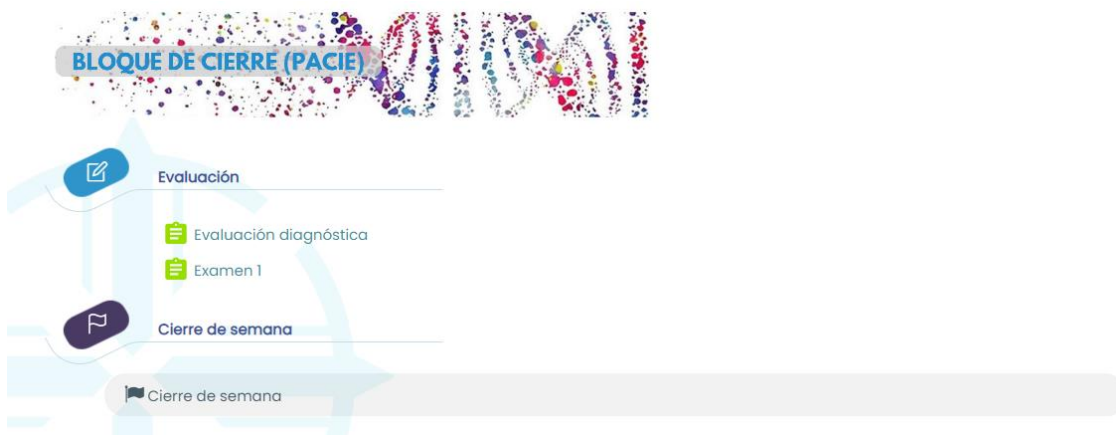 BLOQUE DE CIERRE (PACIE)
Evaluación
Evaluación diagnóstica
Examen 1
Cierre de semana
Cierre de semana